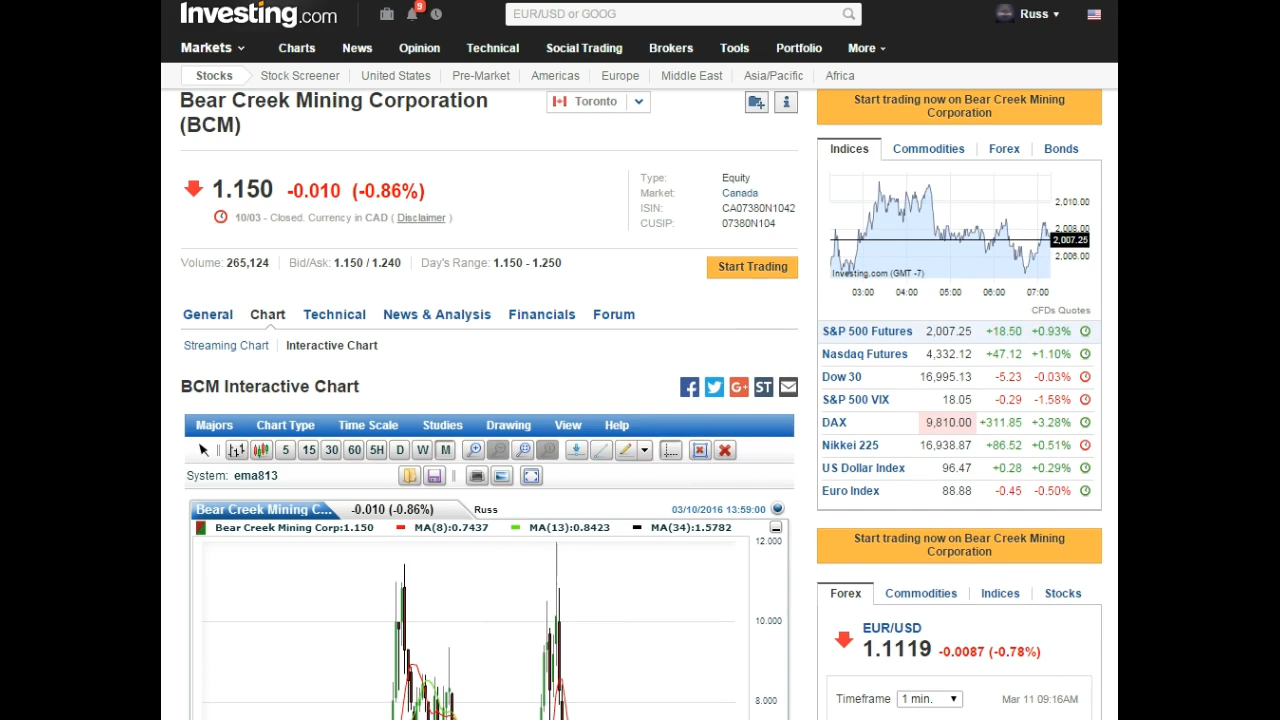 Investing.com
9
EUR/USD or GOOG
Russ
Markets Charts News Opinion Technical Social Trading Brokers Tools Portfolio More
Stocks Stock Screener United States Pre-Market Americas Europe Middle East Asia/Pacific Africa
Bear Creek Mining Corporation
(BCM)
Toronto
1.150 -0.010 (-0.86%)
10/03 - Closed. Currency in CAD ( Disclaimer )
Type: Equity
Market: Canada
ISIN: CA07380N1042
CUSIP: 07380N104
Volume: 265,124 Bid/Ask: 1.150 / 1.240 Day's Range: 1.150 - 1.250
Start Trading
General Chart Technical News & Analysis Financials Forum
Streaming Chart Interactive Chart
BCM Interactive Chart
ST
Majors Chart Type Time Scale Studies Drawing View Help
5 15 30 60 5H D W M
System: ema813
Bear Creek Mining C... -0.010 (-0.86%) Russ 03/10/2016 13:59:00
Bear Creek Mining Corp:1.150 MA(8):0.7437 MA(13):0.8423 MA(34):1.5782
12.000
10.000
8.000
Start trading now on Bear Creek Mining
Corporation
Indices Commodities Forex Bonds
2,010.00
2,008.00
2,007.25
2,006.00
Investing.com (GMT -7)
03:00 04:00 05:00 06:00 07:00
CFDs Quotes
S&P 500 Futures 2,007.25 +18.50 +0.93%
Nasdaq Futures 4,332.12 +47.12 +1.10%
Dow 30 16,995.13 -5.23 -0.03%
S&P 500 VIX 18.05 -0.29 -1.58%
DAX 9,810.00 +311.85 +3.28%
Nikkei 225 16,938.87 +86.52 +0.51%
US Dollar Index 96.47 +0.28 +0.29%
Euro Index 88.88 -0.45 -0.50%
Start trading now on Bear Creek Mining
Corporation
Forex Commodities Indices Stocks
EUR/USD
1.1119 -0.0087 (-0.78%)
Timeframe 1 min. Mar 11 09:16AM